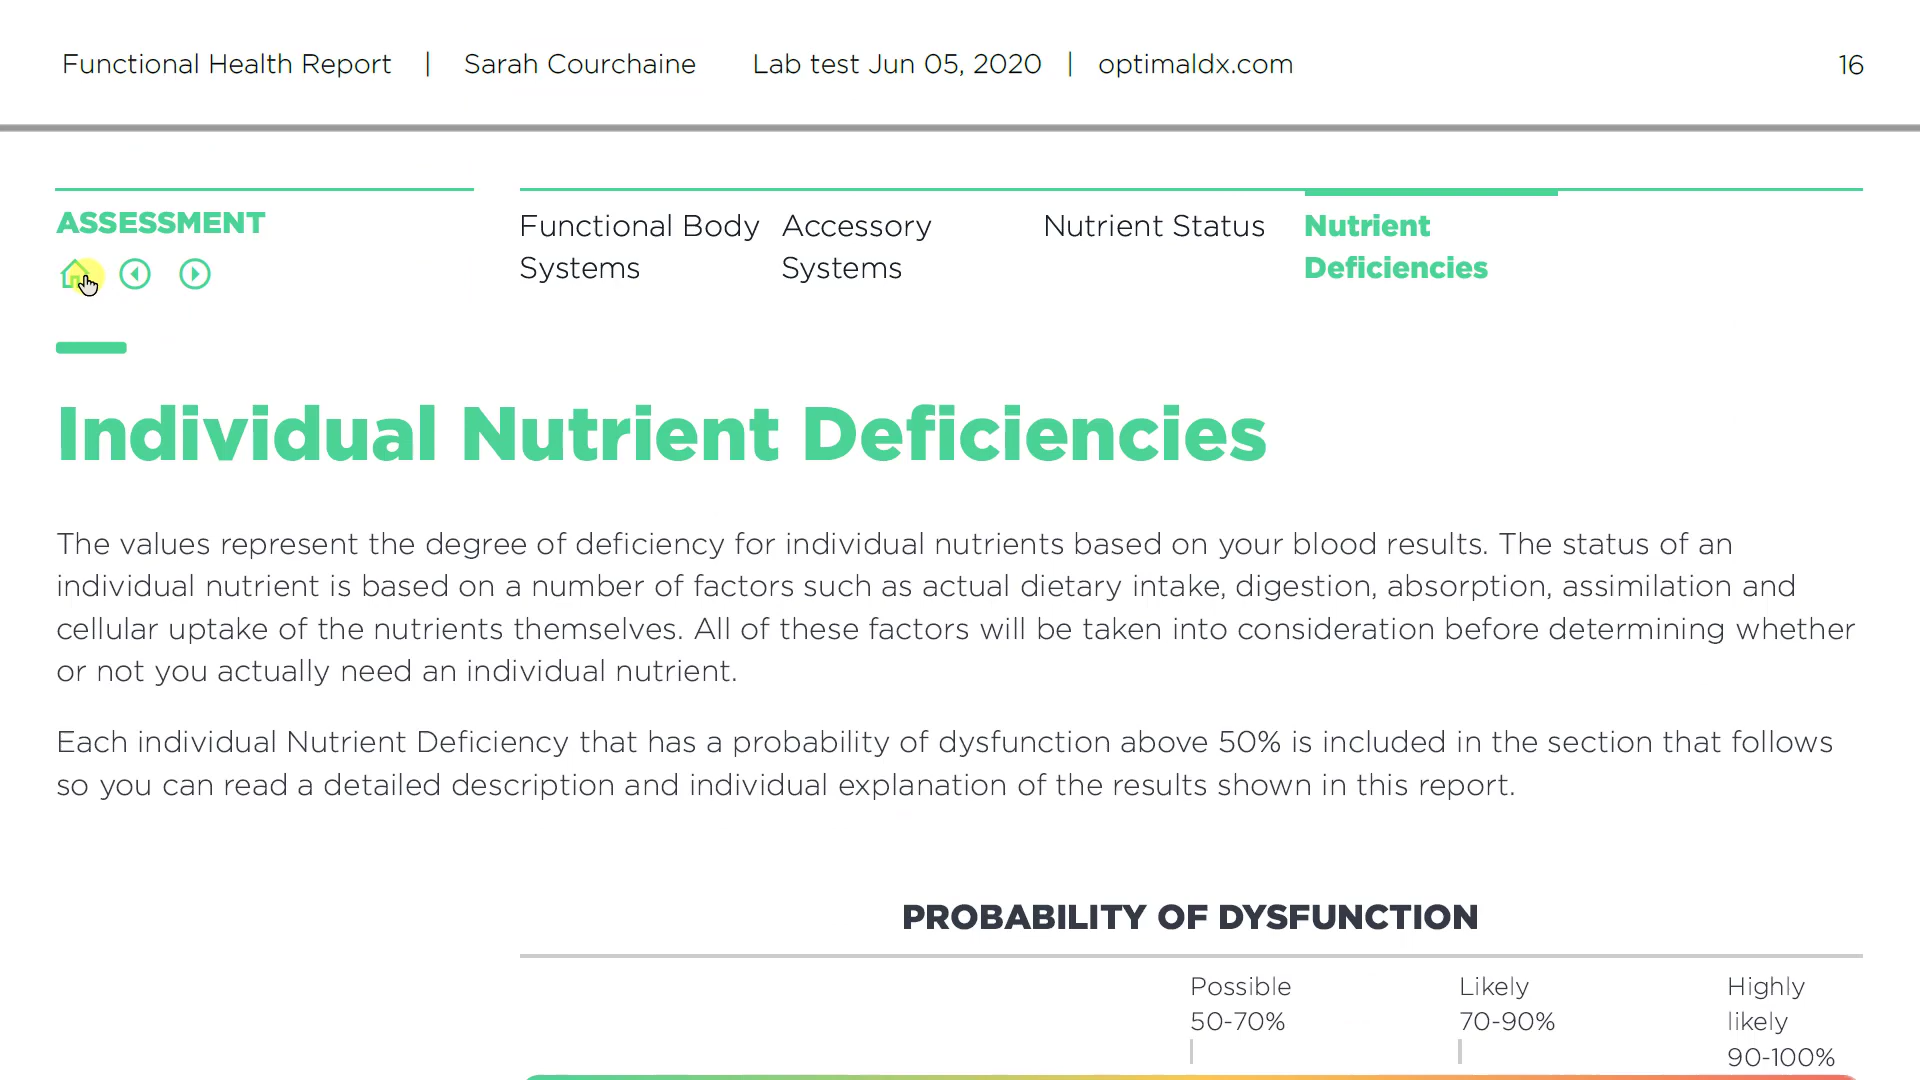 Functional Health Report | Sarah Courchaine Lab test Jun 05, 2020 | optimaldx.com 16
ASSESSMENT
Functional Body Systems
Accessory Systems
Nutrient Status
Nutrient Deficiencies
Individual Nutrient Deficiencies
The values represent the degree of deficiency for individual nutrients based on your blood results. The status of an
individual nutrient is based on a number of factors such as actual dietary intake, digestion, absorption, assimilation and
cellular uptake of the nutrients themselves. All of these factors will be taken into consideration before determining whether
or not you actually need an individual nutrient.
Each individual Nutrient Deficiency that has a probability of dysfunction above 50% is included in the section that follows
so you can read a detailed description and individual explanation of the results shown in this report.
PROBABILITY OF DYSFUNCTION
Possible
50-70%
Likely
70-90%
Highly
likely
90-100%